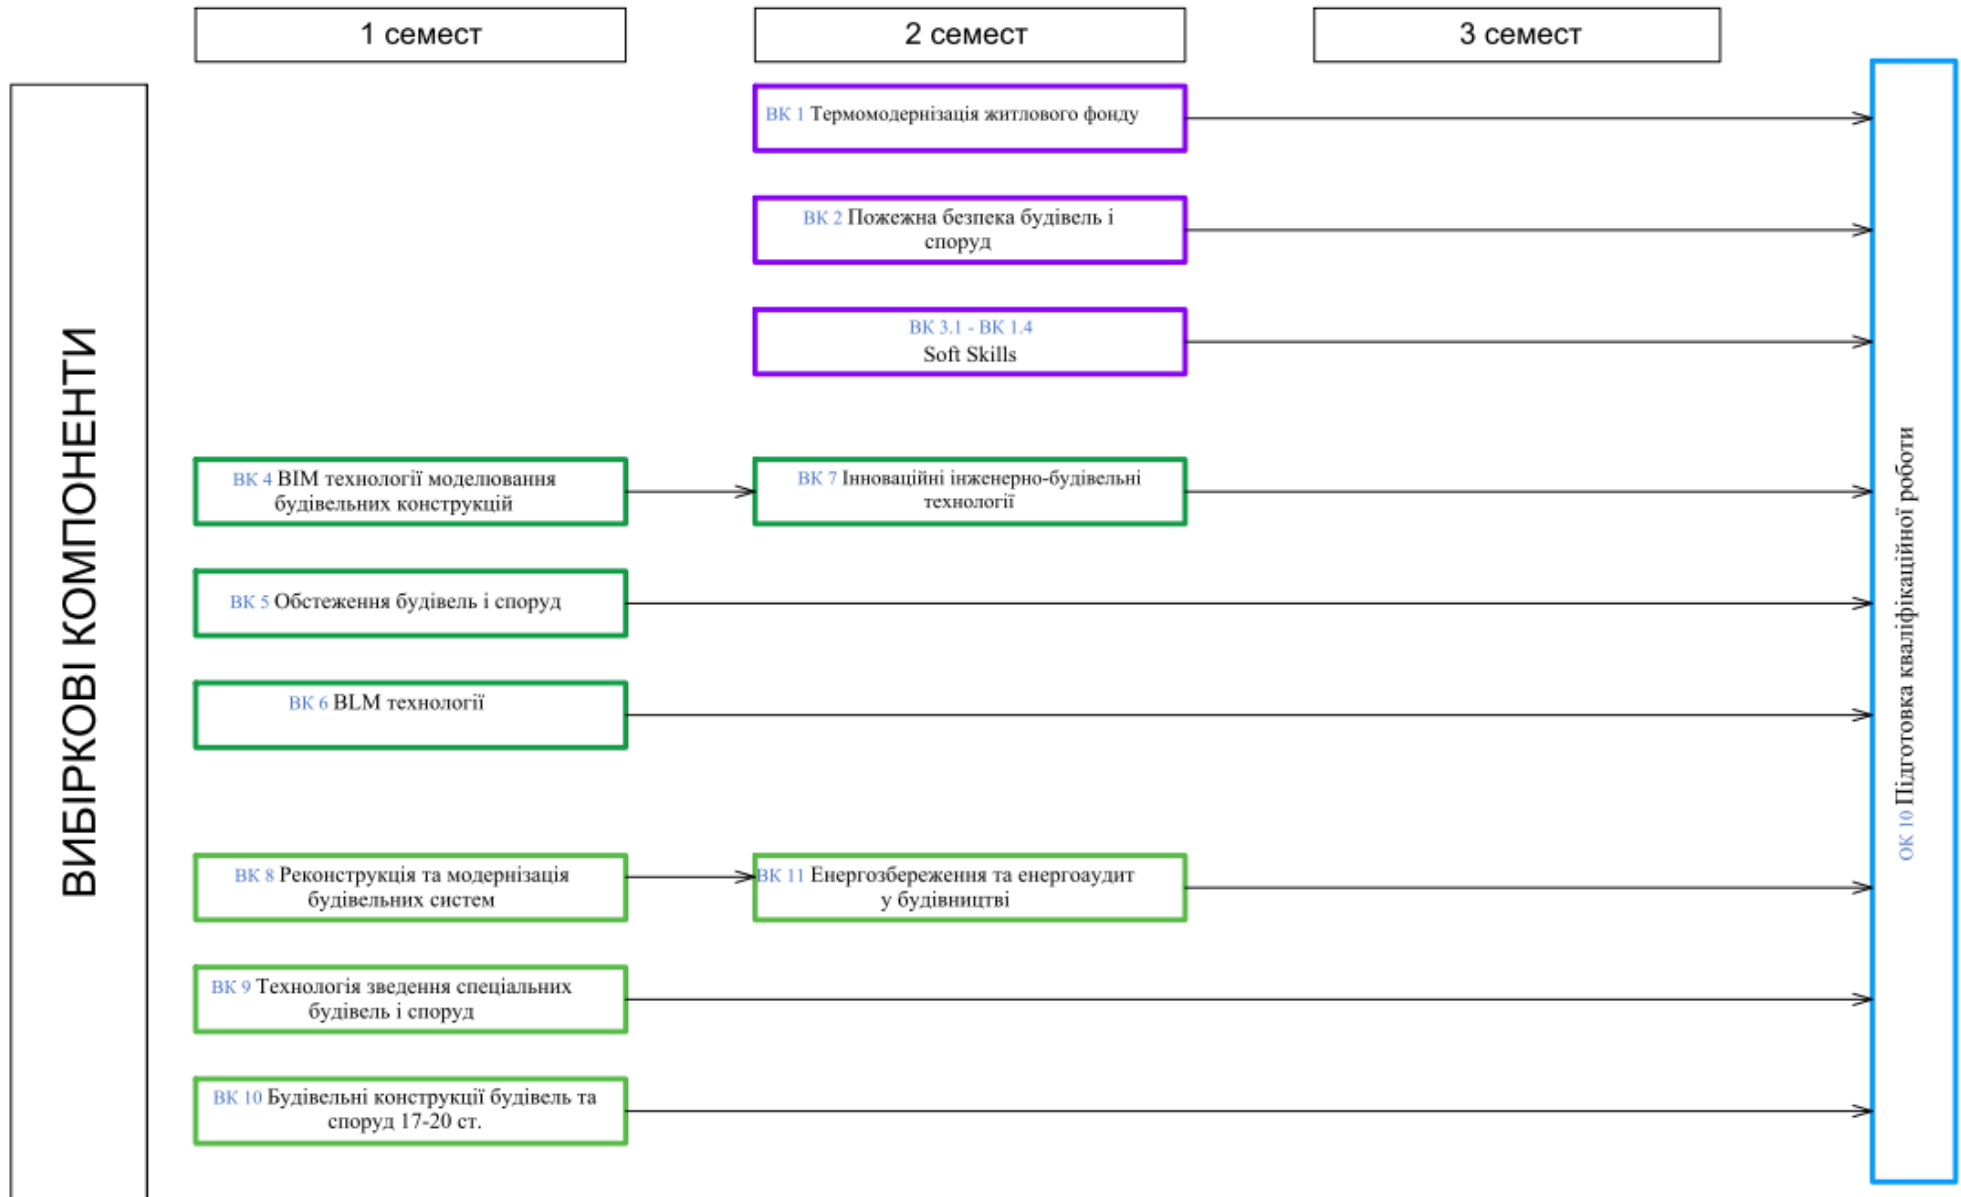 1 семест
2 семест
3 семест
ВИБІРКОВІ КОМПОНЕНТИ
ВК 1 Термомодернізація житлового фонду
ВК 2 Пожежна безпека будівель і
споруд
ВК 3.1 - ВК 1.4
Soft Skills
ВК 4 BIM технології моделювання
будівельних конструкцій
ВК 7 Інноваційні інженерно-будівельні
технології
ВК 5 Обстеження будівель і споруд
ВК 6 BLM технології
ВК 8 Реконструкція та модернізація
будівельних систем
ВК 11 Енергозбереження та енергоаудит
у будівництві
ВК 9 Технологія зведення спеціальних
будівель і споруд
ВК 10 Будівельні конструкції будівель та
споруд 17-20 ст.
ОК 10 Підготовка кваліфікаційної роботи